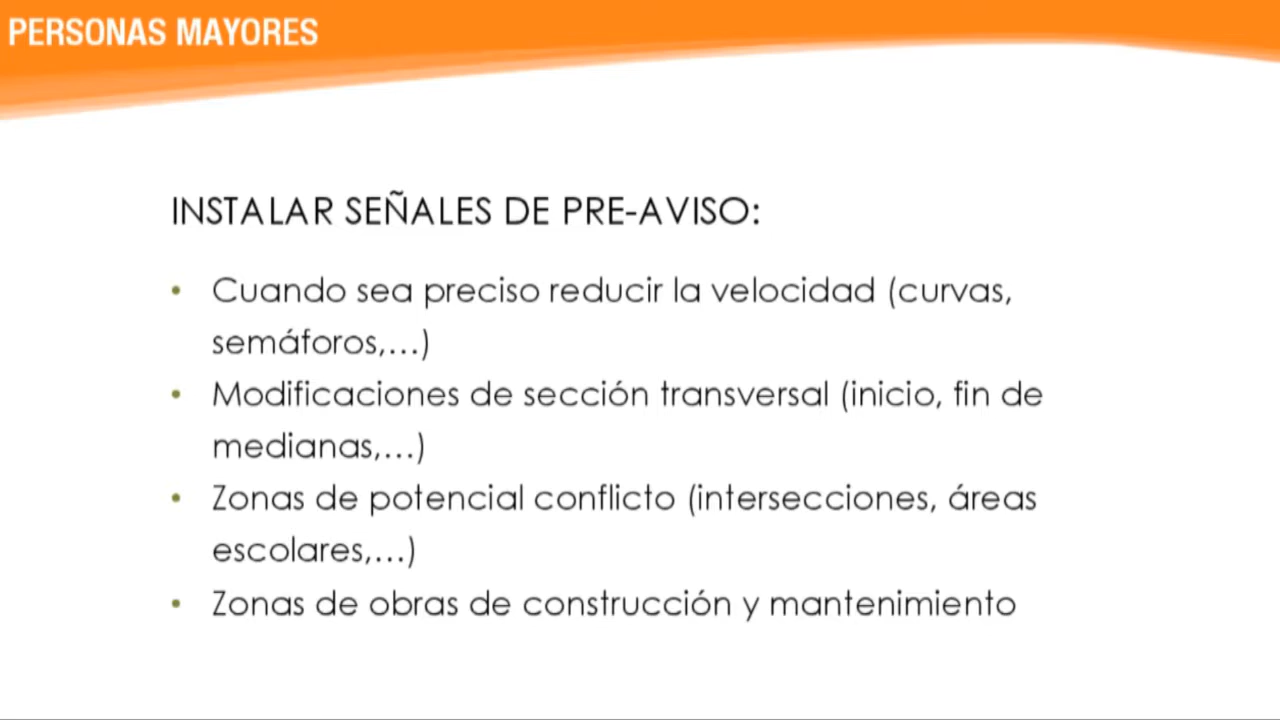 PERSONAS MAYORES
INSTALAR SEÑALES DE PRE-AVISO:
• Cuando sea preciso reducir la velocidad (curvas,
semáforos,...)
• Modificaciones de sección transversal (inicio, fin de
medianas,...)
• Zonas de potencial conflicto (intersecciones, áreas
escolares,...)
• Zonas de obras de construcción y mantenimiento